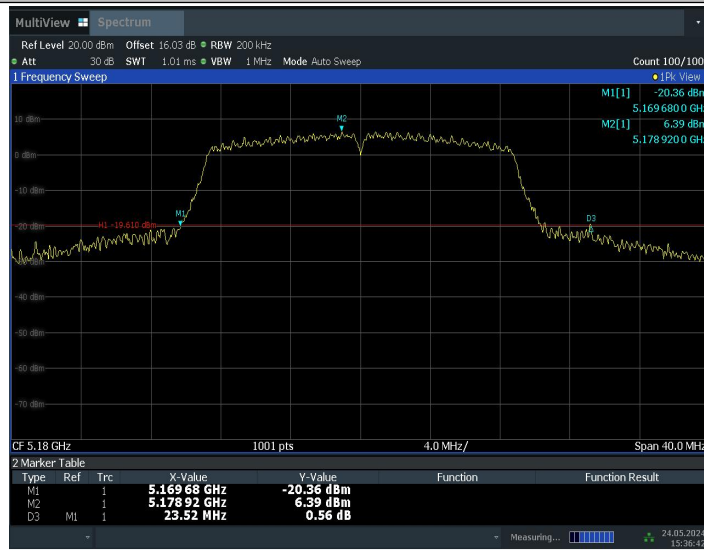 MultiView Spectrum
Ref Level 20.00 dBm Offset 16.03 dB RBW 200 kHz
Att 30 dB SWT 1.01 ms VBW 1 MHz Mode Auto Sweep Count 100/100
1 Frequency Sweep 1Pk View
M1[1] -20.36 dBm
5.169 680 0 GHz
M2[1] 6.39 dBm
5.178 920 0 GHz
M2
10 dBm
0 dBm
-10 dBm
M1
D3
-20 dBm
H1 -19.610 dBm
-30 dBm
-40 dBm
-50 dBm
-60 dBm
-70 dBm
CF 5.18 GHz 1001 pts 4.0 MHz/ Span 40.0 MHz
2 Marker Table
Type Ref Trc X-Value Y-Value Function Function Result
M1 1 5.169 68 GHz -20.36 dBm
M2 1 5.178 92 GHz 6.39 dBm
D3 M1 1 23.52 MHz 0.56 dB
Measuring... 24.05.2024
15:36:42